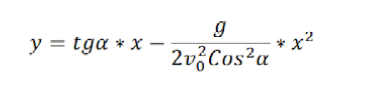 y = tgα * x − g / (2v₀²Cos²α) * x²